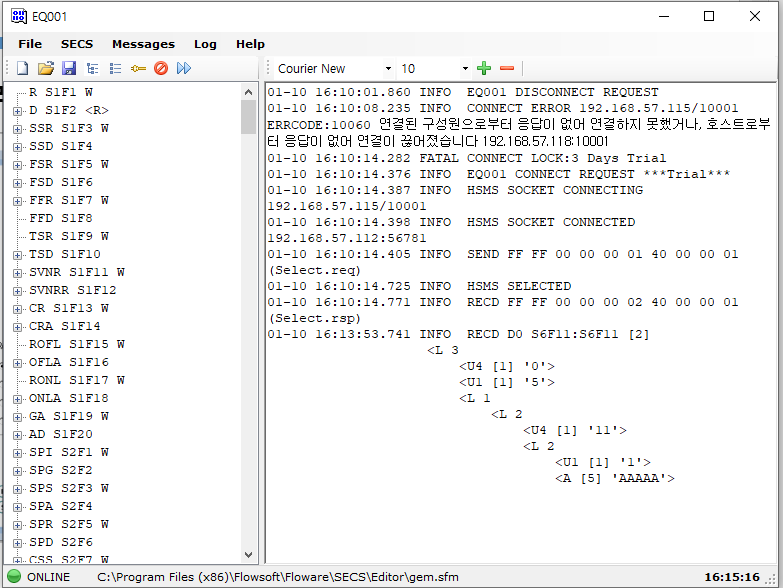 EQ001
File SECS Messages Log Help
Courier New 10
R S1F1 W
D S1F2 <R>
SSR S1F3 W
SSD S1F4
FSR S1F5 W
FSD S1F6
FFR S1F7 W
FFD S1F8
TSR S1F9 W
TSD S1F10
SVNR S1F11 W
SVNRR S1F12
CR S1F13 W
CRA S1F14
ROFL S1F15 W
OFLA S1F16
RONL S1F17 W
ONLA S1F18
GA S1F19 W
AD S1F20
SPI S2F1 W
SPG S2F2
SPS S2F3 W
SPA S2F4
SPR S2F5 W
SPD S2F6
CSS S2F7 W
01-10 16:10:01.860 INFO EQ001 DISCONNECT REQUEST
01-10 16:10:08.235 INFO CONNECT ERROR 192.168.57.115/10001
ERRCODE:10060 연결된 구성원으로부터 응답이 없어 연결하지 못했거나, 호스트로부
터 응답이 없어 연결이 끊어졌습니다 192.168.57.118:10001
01-10 16:10:14.282 FATAL CONNECT LOCK:3 Days Trial
01-10 16:10:14.376 INFO EQ001 CONNECT REQUEST ***Trial***
01-10 16:10:14.387 INFO HSMS SOCKET CONNECTING
192.168.57.115/10001
01-10 16:10:14.398 INFO HSMS SOCKET CONNECTED
192.168.57.112:56781
01-10 16:10:14.405 INFO SEND FF FF 00 00 00 01 40 00 00 01
(Select.req)
01-10 16:10:14.725 INFO HSMS SELECTED
01-10 16:10:14.771 INFO RECD FF FF 00 00 00 02 40 00 00 01
(Select.rsp)
01-10 16:13:53.741 INFO RECD D0 S6F11:S6F11 [2]
<L 3
<U4 [1] '0'>
<U1 [1] '5'>
<L 1
<L 2
<U4 [1] '11'>
<L 2
<U1 [1] '1'>
<A [5] 'AAAAA'>
ONLINE C:\Program Files (x86)\Flowsoft\Floware\SECS\Editor\gem.sfm 16:15:16